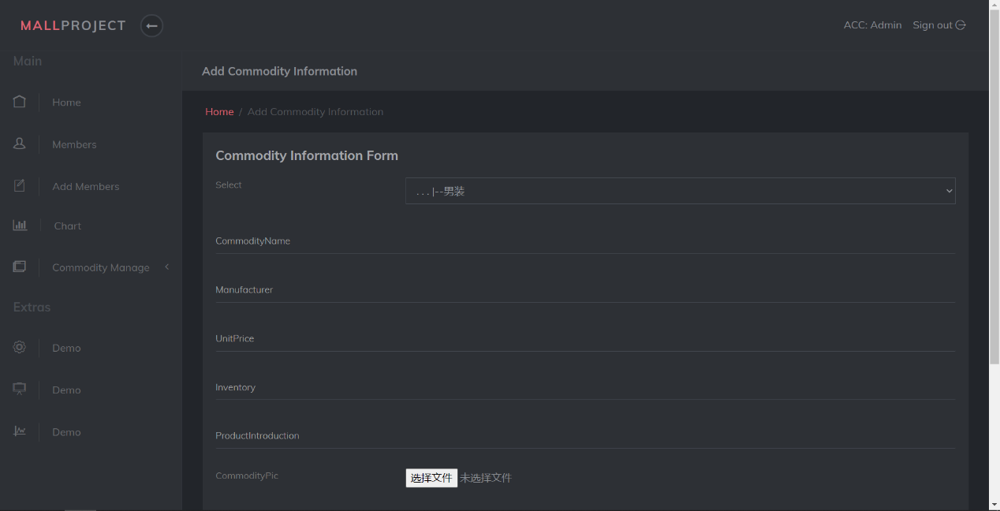 MALLPROJECT
ACC: Admin Sign out
Main
Home
Members
Add Members
Chart
Commodity Manage
Extras
Demo
Demo
Demo
Add Commodity Information
Home / Add Commodity Information
Commodity Information Form
Select
. . . |--男装
CommodityName
Manufacturer
UnitPrice
Inventory
ProductIntroduction
CommodityPic
选择文件 未选择文件